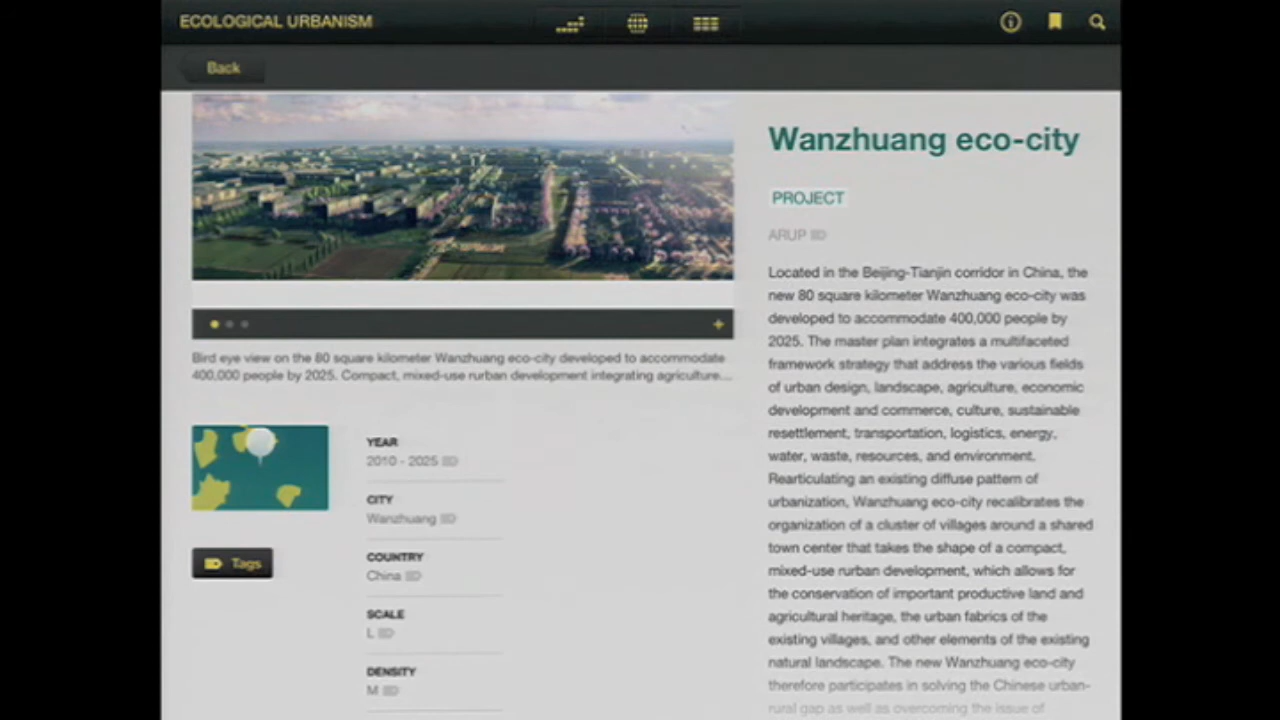 ECOLOGICAL URBANISM
Back
Wanzhuang eco-city
PROJECT
ARUP
Located in the Beijing-Tianjin corridor in China, the
new 80 square kilometer Wanzhuang eco-city was
developed to accommodate 400,000 people by
2025. The master plan integrates a multifaceted
framework strategy that address the various fields
of urban design, landscape, agriculture, economic
development and commerce, culture, sustainable
resettlement, transportation, logistics, energy,
water, waste, resources, and environment.
Rearticulating an existing diffuse pattern of
urbanization, Wanzhuang eco-city recalibrates the
organization of a cluster of villages around a shared
town center that takes the shape of a compact,
mixed-use rurban development, which allows for
the conservation of important productive land and
agricultural heritage, the urban fabrics of the
existing villages, and other elements of the existing
natural landscape. The new Wanzhuang eco-city
therefore participates in solving the Chinese urban-
rural gap as well as overcoming the issue of
Bird eye view on the 80 square kilometer Wanzhuang eco-city developed to accommodate
400,000 people by 2025. Compact, mixed-use rurban development integrating agriculture...
YEAR
2010 - 2025
CITY
Wanzhuang
COUNTRY
China
SCALE
L
DENSITY
M
Tags